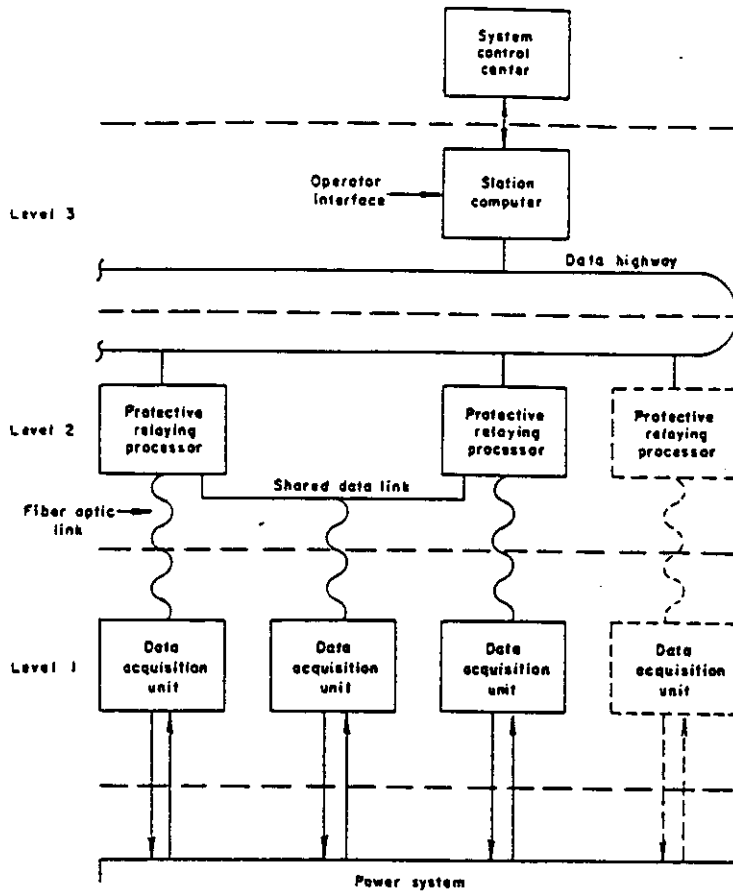 System
control
center
Operator
interface
Station
computer
Level 3
Data highway
Level 2
Protective
relaying
processor
Protective
relaying
processor
Protective
relaying
processor
Shared data link
Fiber optic
link
Level 1
Data
acquisition
unit
Data
acquisition
unit
Data
acquisition
unit
Data
acquisition
unit
Power system